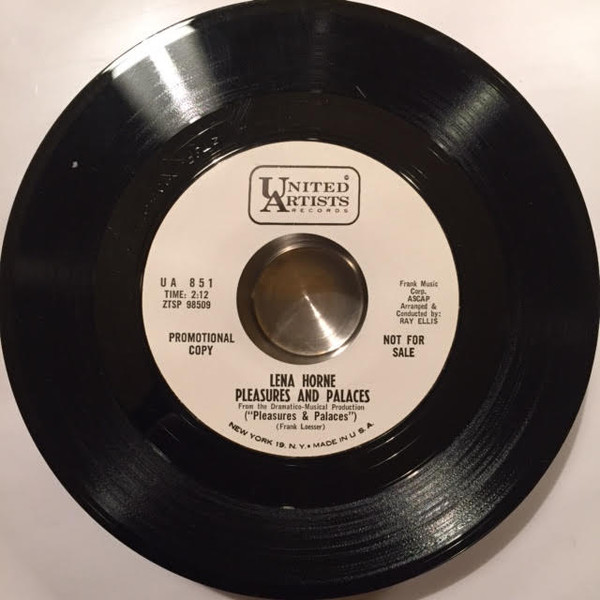 UNITED
ARTISTS
RECORDS
UA 851
TIME: 2:12
ZTSP 98509
Frank Music
Corp.
ASCAP
Arranged &
Conducted by:
RAY ELLIS
PROMOTIONAL
COPY
NOT FOR
SALE
LENA HORNE
PLEASURES AND PALACES
From the Dramatico-Musical Production
("Pleasures & Palaces")
(Frank Loesser)
NEW YORK 19, N.Y. • MADE IN U.S.A.